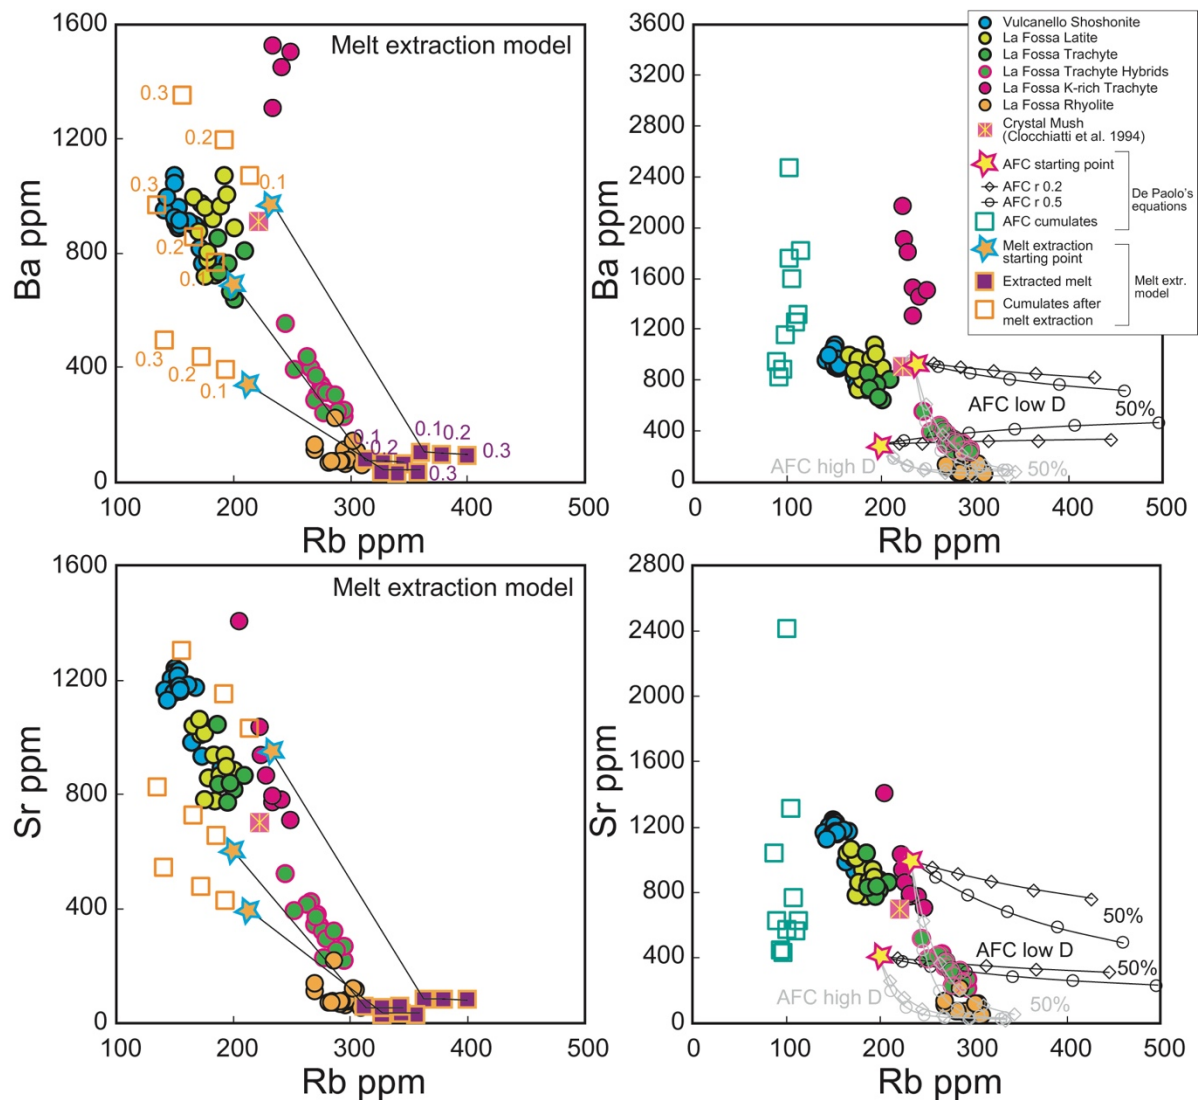 1600
1200
800
400
0
Ba ppm
Melt extraction model
0.3
0.2
0.1
0.3
0.2
0.3
0.2
0.1
0.1
0.2
0.1
0.2
0.3
0.3
100
200
300
400
500
Rb ppm
3600
3200
2800
2400
2000
1600
1200
800
400
0
Ba ppm
AFC low D
50%
AFC high D
50%
0
100
200
300
400
500
Rb ppm
Vulcanello Shoshonite
La Fossa Latite
La Fossa Trachyte
La Fossa Trachyte Hybrids
La Fossa K-rich Trachyte
La Fossa Rhyolite
Crystal Mush
(Clocchiatti et al. 1994)
AFC starting point
AFC r 0.2
AFC r 0.5
AFC cumulates
De Paolo's
equations
Melt extraction
starting point
Extracted melt
Cumulates after
melt extraction
Melt extr.
model
1600
1200
800
400
0
Sr ppm
Melt extraction model
100
200
300
400
500
Rb ppm
2800
2400
2000
1600
1200
800
400
0
Sr ppm
50%
AFC low D
50%
AFC high D
50%
0
100
200
300
400
500
Rb ppm